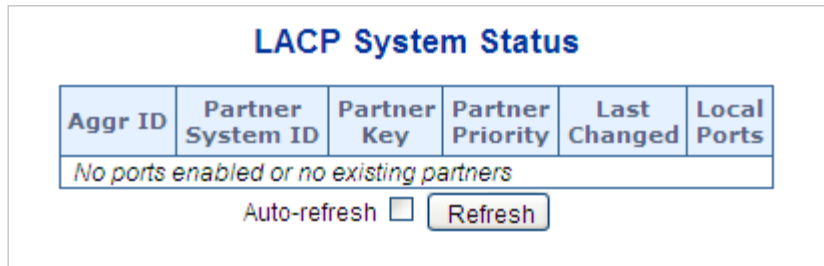 LACP System Status
Aggr ID Partner System ID Partner Key Partner Priority Last Changed Local Ports
No ports enabled or no existing partners
Auto-refresh Refresh